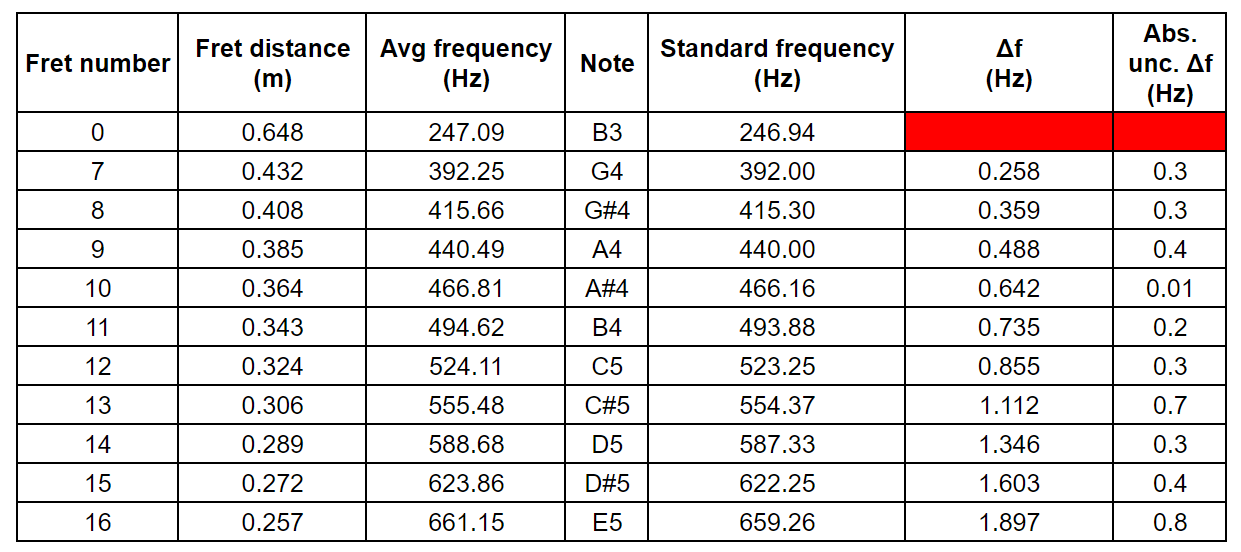 Fret number Fret distance (m) Avg frequency (Hz) Note Standard frequency (Hz) Δf (Hz) Abs. unc. Δf (Hz)
0 0.648 247.09 B3 246.94
7 0.432 392.25 G4 392.00 0.258 0.3
8 0.408 415.66 G#4 415.30 0.359 0.3
9 0.385 440.49 A4 440.00 0.488 0.4
10 0.364 466.81 A#4 466.16 0.642 0.01
11 0.343 494.62 B4 493.88 0.735 0.2
12 0.324 524.11 C5 523.25 0.855 0.3
13 0.306 555.48 C#5 554.37 1.112 0.7
14 0.289 588.68 D5 587.33 1.346 0.3
15 0.272 623.86 D#5 622.25 1.603 0.4
16 0.257 661.15 E5 659.26 1.897 0.8